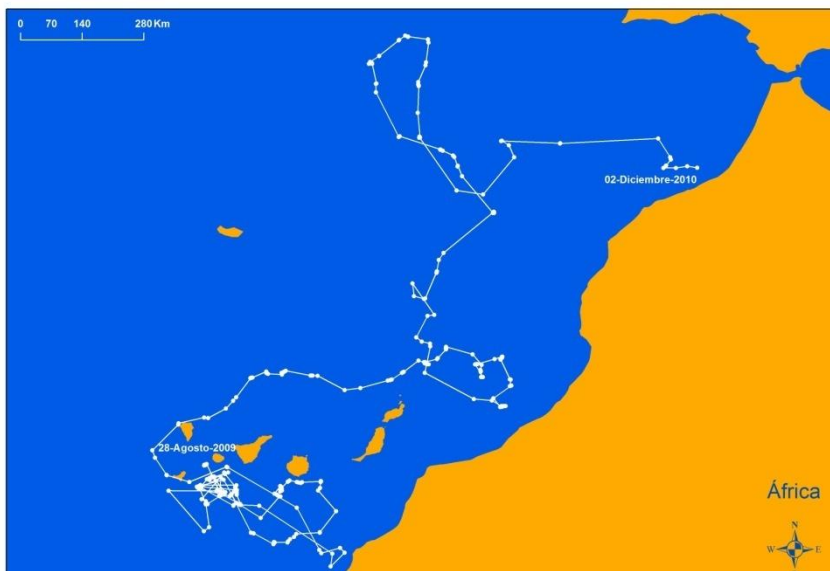 0 70 140 280 Km
02-Diciembre-2010
28-Agosto-2009
África
N
W E
S